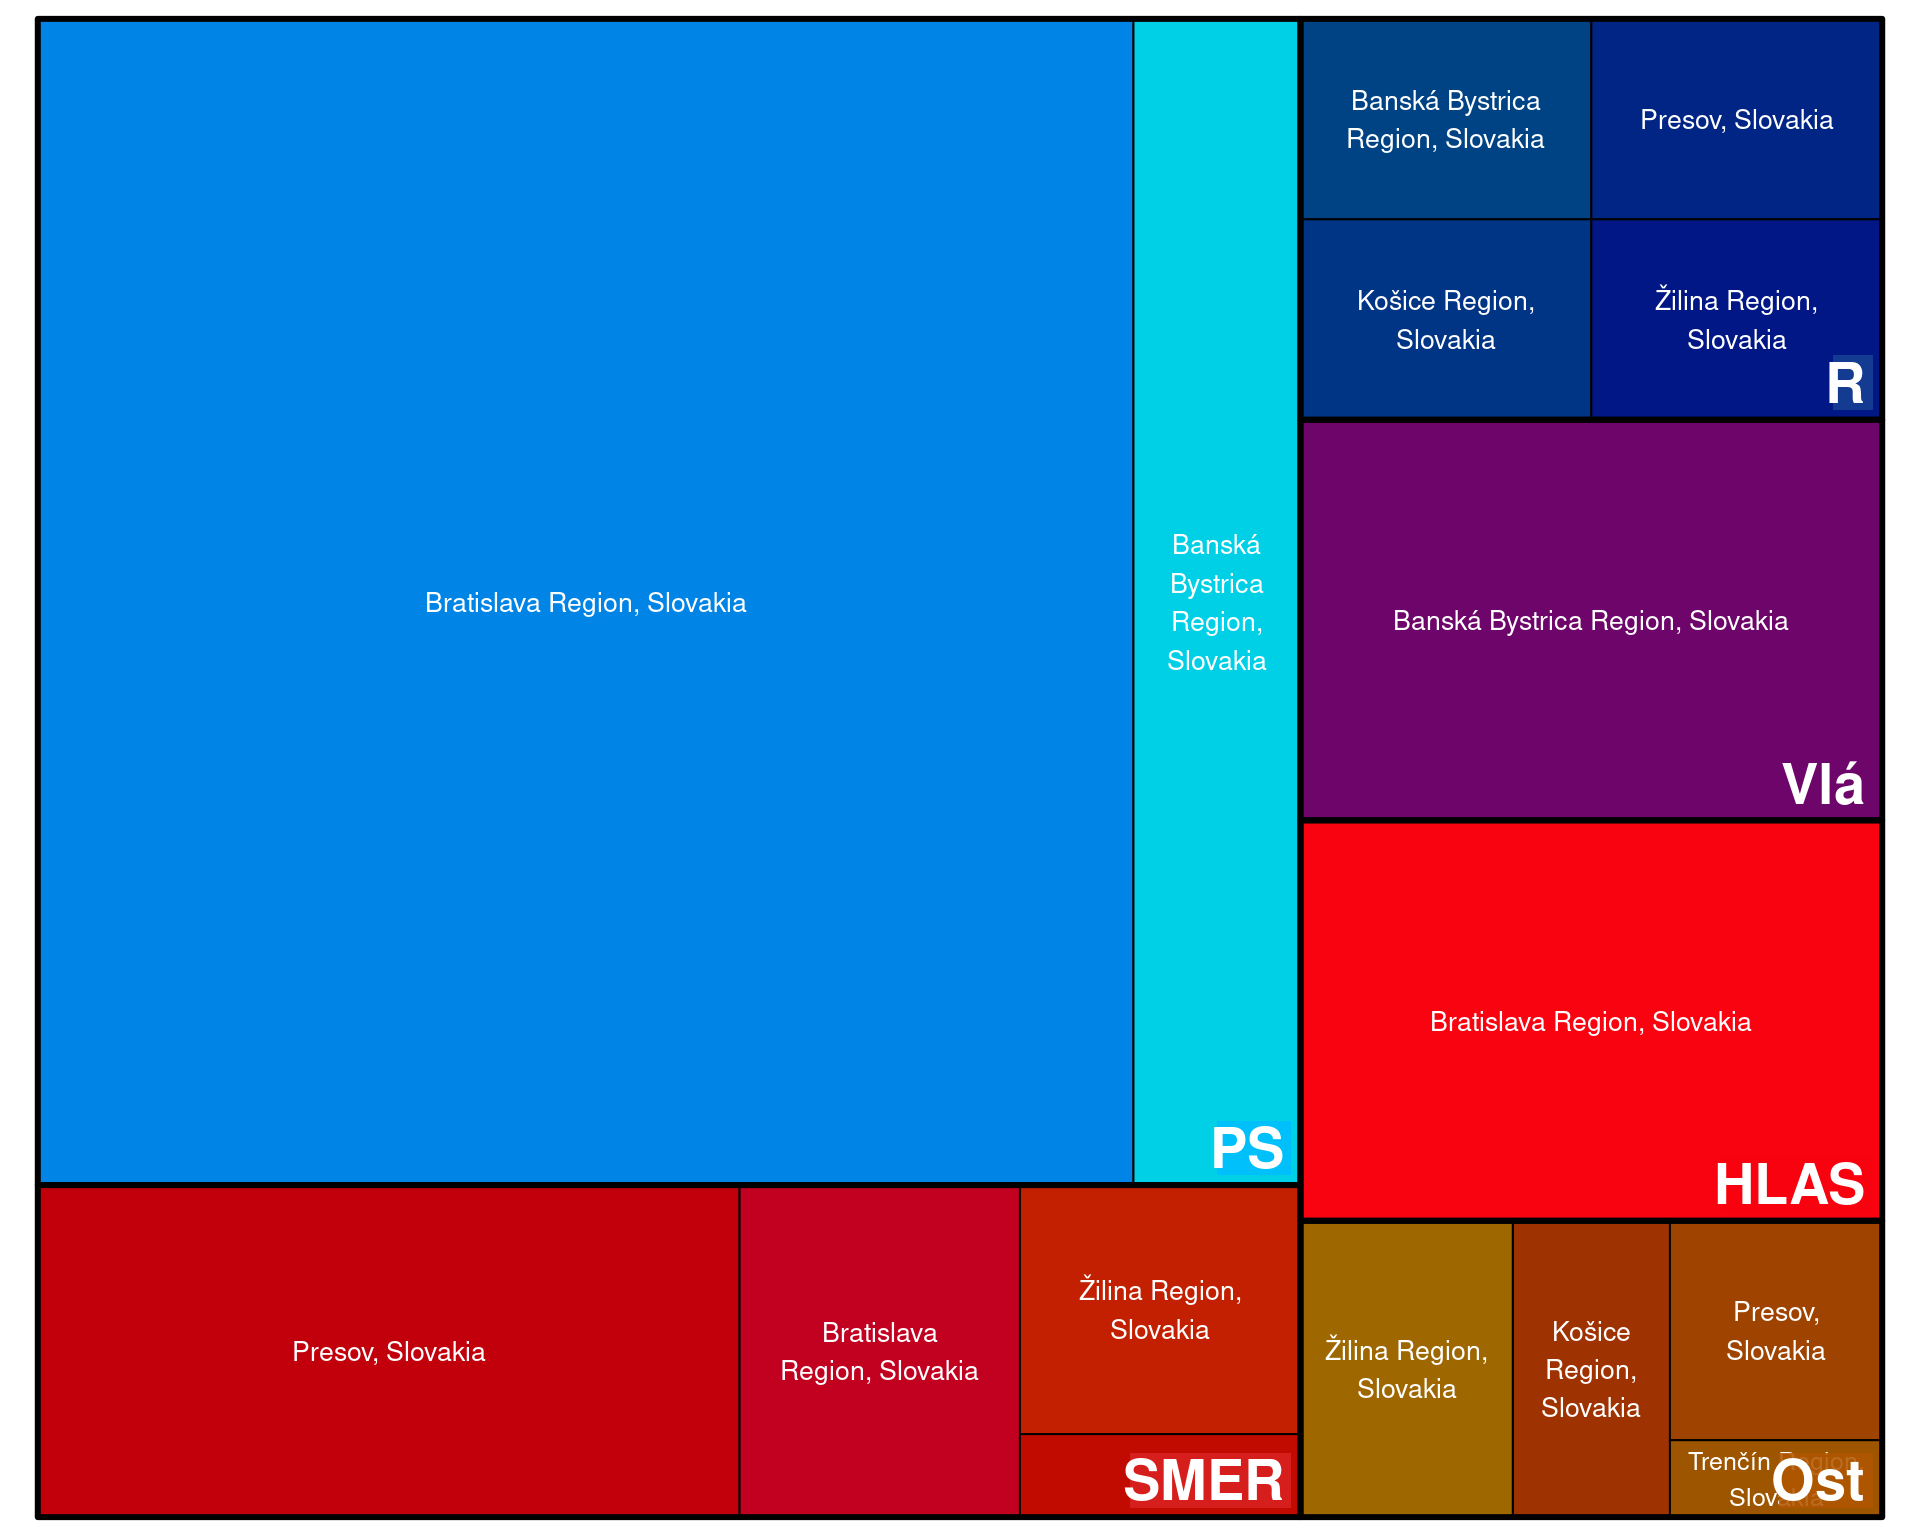 Bratislava Region, Slovakia
Banská
Bystrica
Region,
Slovakia
PS
Presov, Slovakia
Bratislava
Region, Slovakia
Žilina Region,
Slovakia
SMER
Banská Bystrica
Region, Slovakia
Presov, Slovakia
Košice Region,
Slovakia
Žilina Region,
Slovakia
R
Banská Bystrica Region, Slovakia
Vlá
Bratislava Region, Slovakia
HLAS
Žilina Region,
Slovakia
Košice
Region,
Slovakia
Presov,
Slovakia
Trenčín Region,
Slovakia
Ost